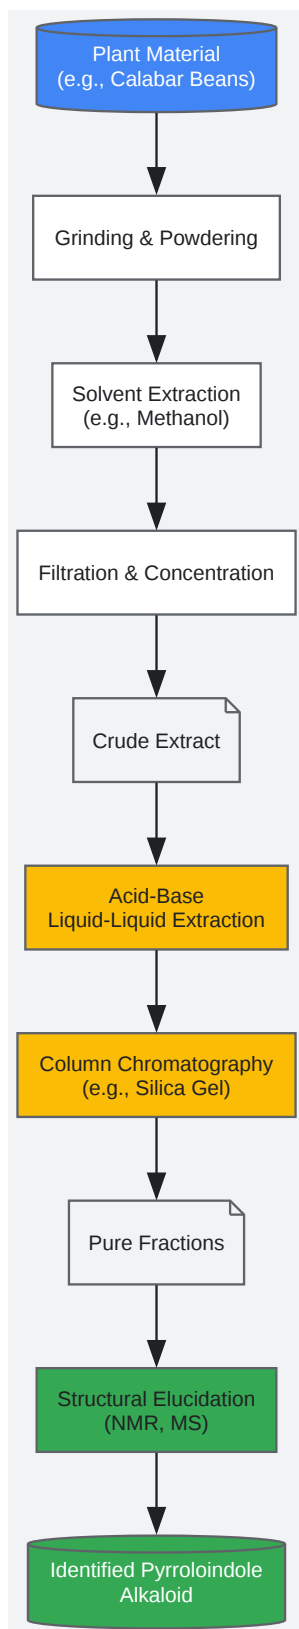 Plant Material
(e.g., Calabar Beans)
Grinding & Powdering
Solvent Extraction
(e.g., Methanol)
Filtration & Concentration
Crude Extract
Acid-Base
Liquid-Liquid Extraction
Column Chromatography
(e.g., Silica Gel)
Pure Fractions
Structural Elucidation
(NMR, MS)
Identified Pyrroloindole
Alkaloid